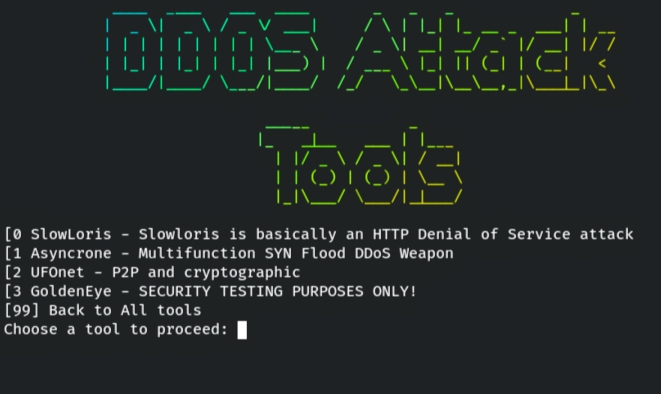 DDOS Attack
Tools
[0 SlowLoris - Slowloris is basically an HTTP Denial of Service attack
[1 Asyncrone - Multifunction SYN Flood DDoS Weapon
[2 UFOnet - P2P and cryptographic
[3 GoldenEye - SECURITY TESTING PURPOSES ONLY!
[99] Back to All tools
Choose a tool to proceed: